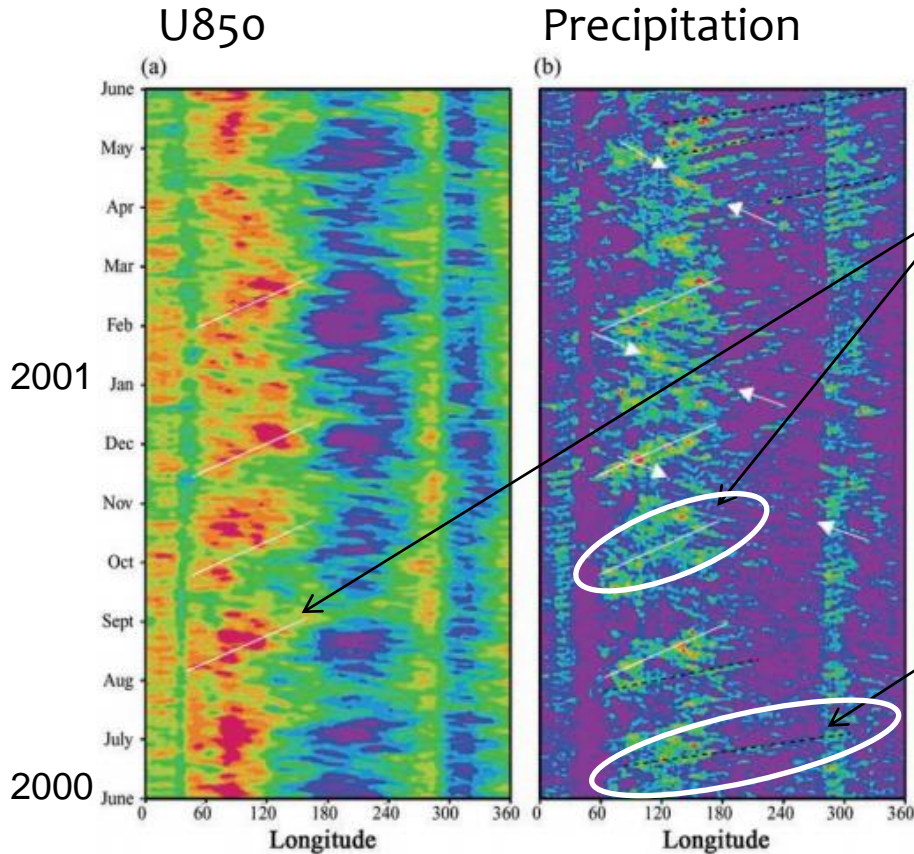 U850
Precipitation
(a)
(b)
June
May
Apr
Mar
Feb
2001
Jan
Dec
Nov
Oct
Sept
Aug
July
2000
June
0 60 120 180 240 300 360
0 60 120 180 240 300 360
Longitude
Longitude